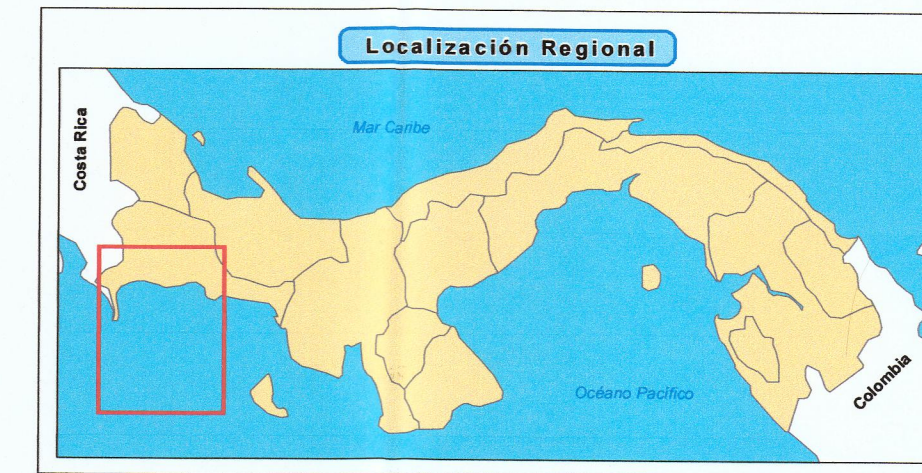 Localización Regional
Mar Caribe
Costa Rica
Océano Pacífico
Colombia